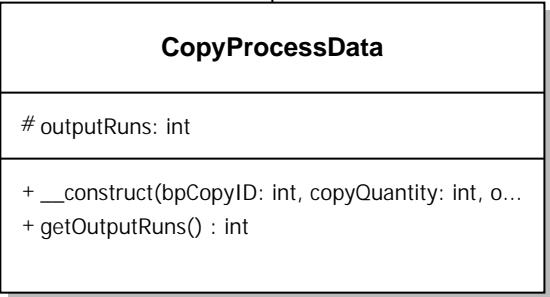 CopyProcessData
# outputRuns: int
+ __construct(bpCopyID: int, copyQuantity: int, o...
+ getOutputRuns() : int